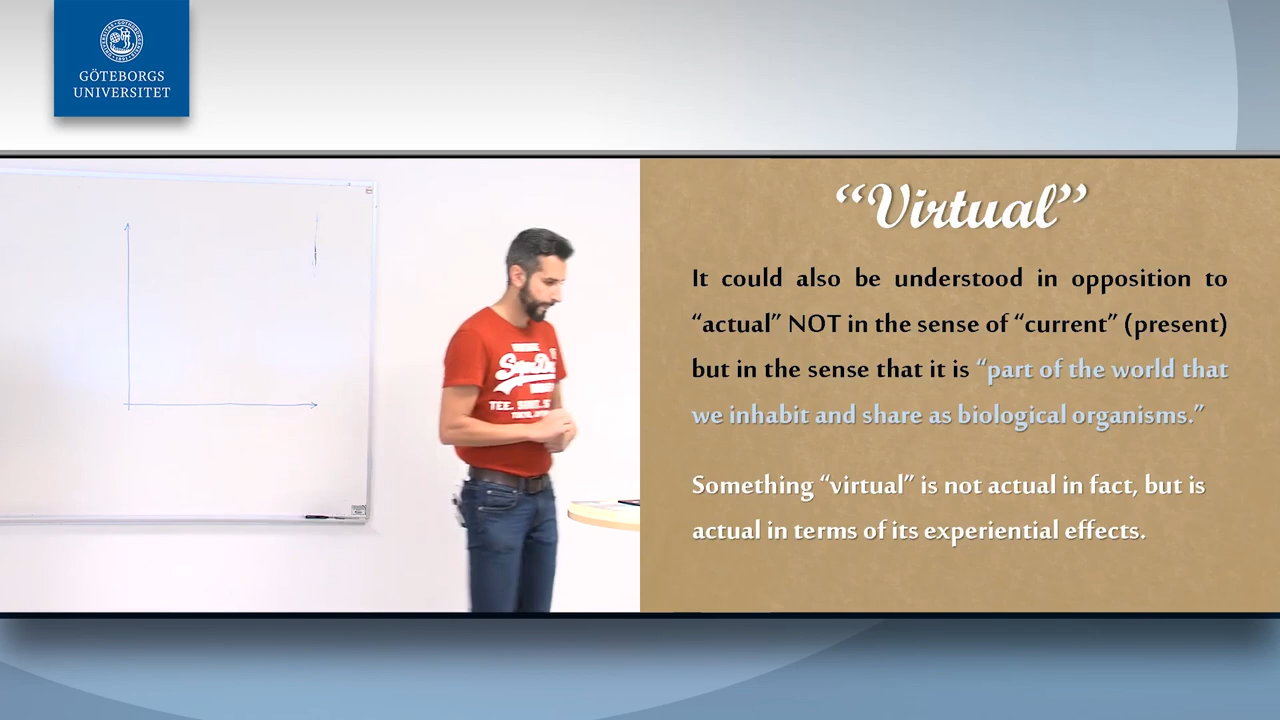 GÖTEBORGS
UNIVERSITET
“Virtual”
It could also be understood in opposition to
“actual” NOT in the sense of “current” (present)
but in the sense that it is “part of the world that
we inhabit and share as biological organisms.”
Something “virtual” is not actual in fact, but is
actual in terms of its experiential effects.